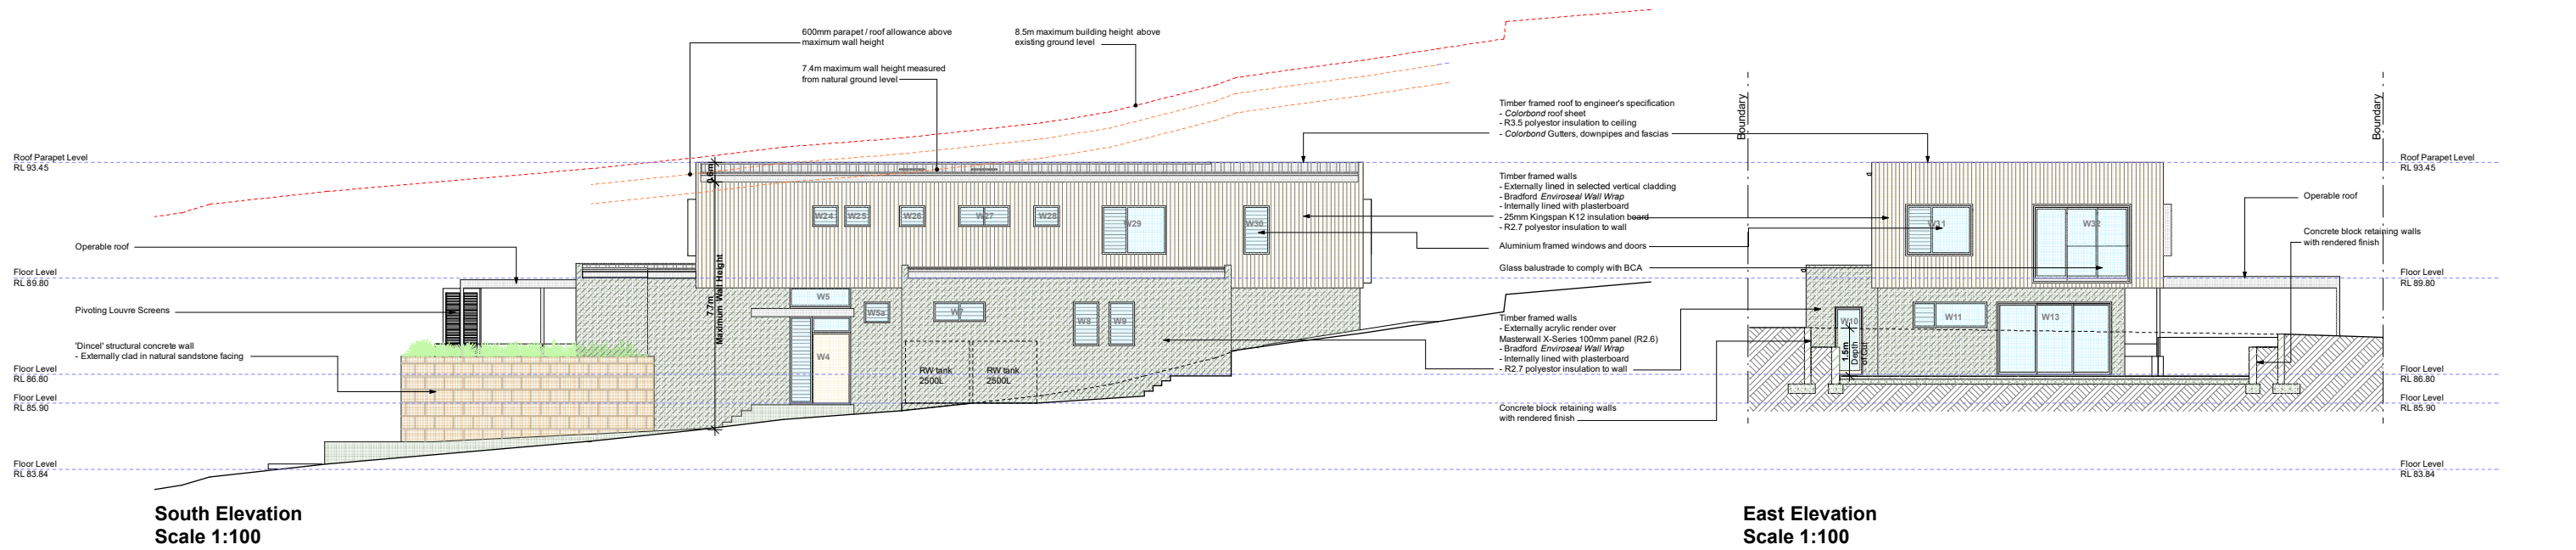 600mm parapet / roof allowance above
maximum wall height
8.5m maximum building height above
existing ground level
7.4m maximum wall height measured
from natural ground level
Roof Parapet Level
RL 93.45
0.6m
W24
W25
W26
W27
W28
W29
W30
Operable roof
Floor Level
RL 89.80
7.7m
Maximum Wall Height
Pivoting Louvre Screens
W5
W5a
W7
W8
W9
W4
'Dincel' structural concrete wall
- Externally clad in natural sandstone facing
RW tank
2500L
RW tank
2500L
Floor Level
RL 86.80
Floor Level
RL 85.90
Floor Level
RL 83.84
South Elevation
Scale 1:100
Timber framed roof to engineer's specification
- Colorbond roof sheet
- R3.5 polyestor insulation to ceiling
- Colorbond Gutters, downpipes and fascias
Timber framed walls
- Externally lined in selected vertical cladding
- Bradford Enviroseal Wall Wrap
- Internally lined with plasterboard
- 25mm Kingspan K12 insulation board
- R2.7 polyestor insulation to wall
Aluminium framed windows and doors
Glass balustrade to comply with BCA
Timber framed walls
- Externally acrylic render over
Masterwall X-Series 100mm panel (R2.6)
- Bradford Enviroseal Wall Wrap
- Internally lined with plasterboard
- R2.7 polyestor insulation to wall
Concrete block retaining walls
with rendered finish
Boundary
Boundary
W31
W32
W10
W11
W13
1.5m
Depth
of Cut
Roof Parapet Level
RL 93.45
Operable roof
Concrete block retaining walls
with rendered finish
Floor Level
RL 89.80
Floor Level
RL 86.80
Floor Level
RL 85.90
Floor Level
RL 83.84
East Elevation
Scale 1:100